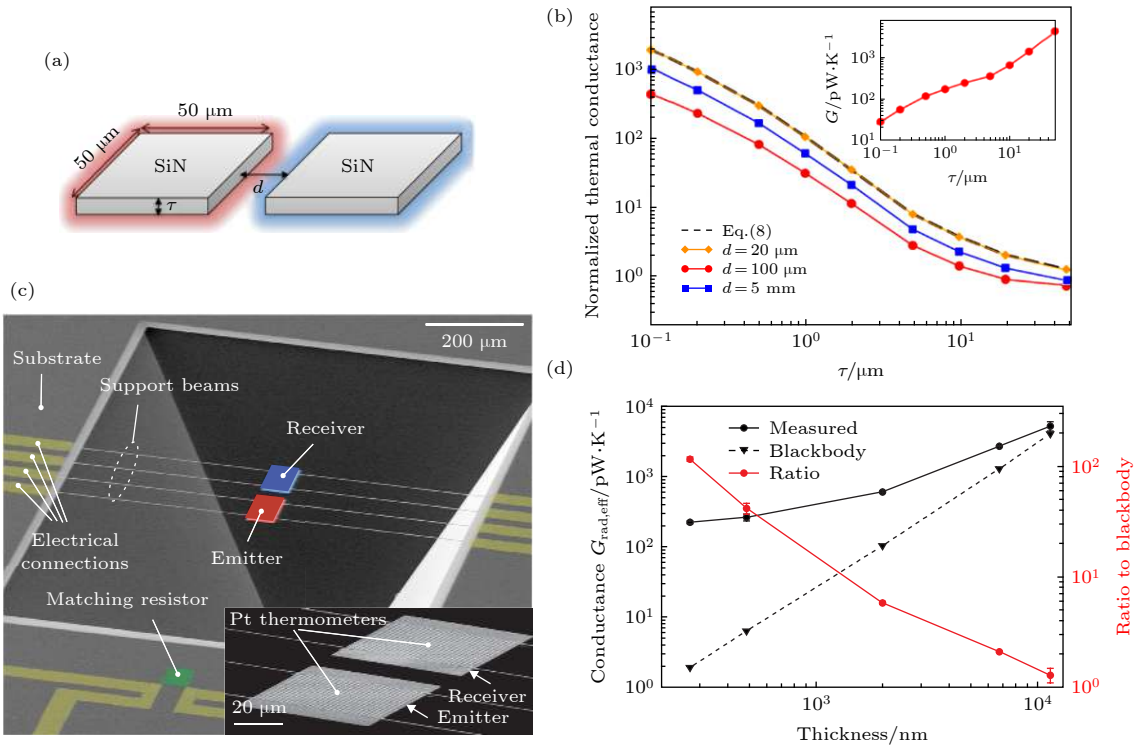 (a)
50 μm
50 μm
SiN
SiN
d
τ
(b)
Normalized thermal conductance
10³
10²
10¹
10⁰
10⁻¹
10⁰
10¹
τ/μm
Eq.(8)
d=20 μm
d=100 μm
d=5 mm
G/pW·K⁻¹
10³
10²
10¹
10⁻¹
10⁰
10¹
τ/μm
(c)
200 μm
Substrate
Support beams
Receiver
Emitter
Electrical
connections
Matching resistor
Pt thermometers
Receiver
Emitter
20 μm
(d)
Conductance Grad,eff/pW·K⁻¹
10⁴
10³
10²
10¹
10⁰
Measured
Blackbody
Ratio
10²
10¹
10⁰
Ratio to blackbody
10³
10⁴
Thickness/nm